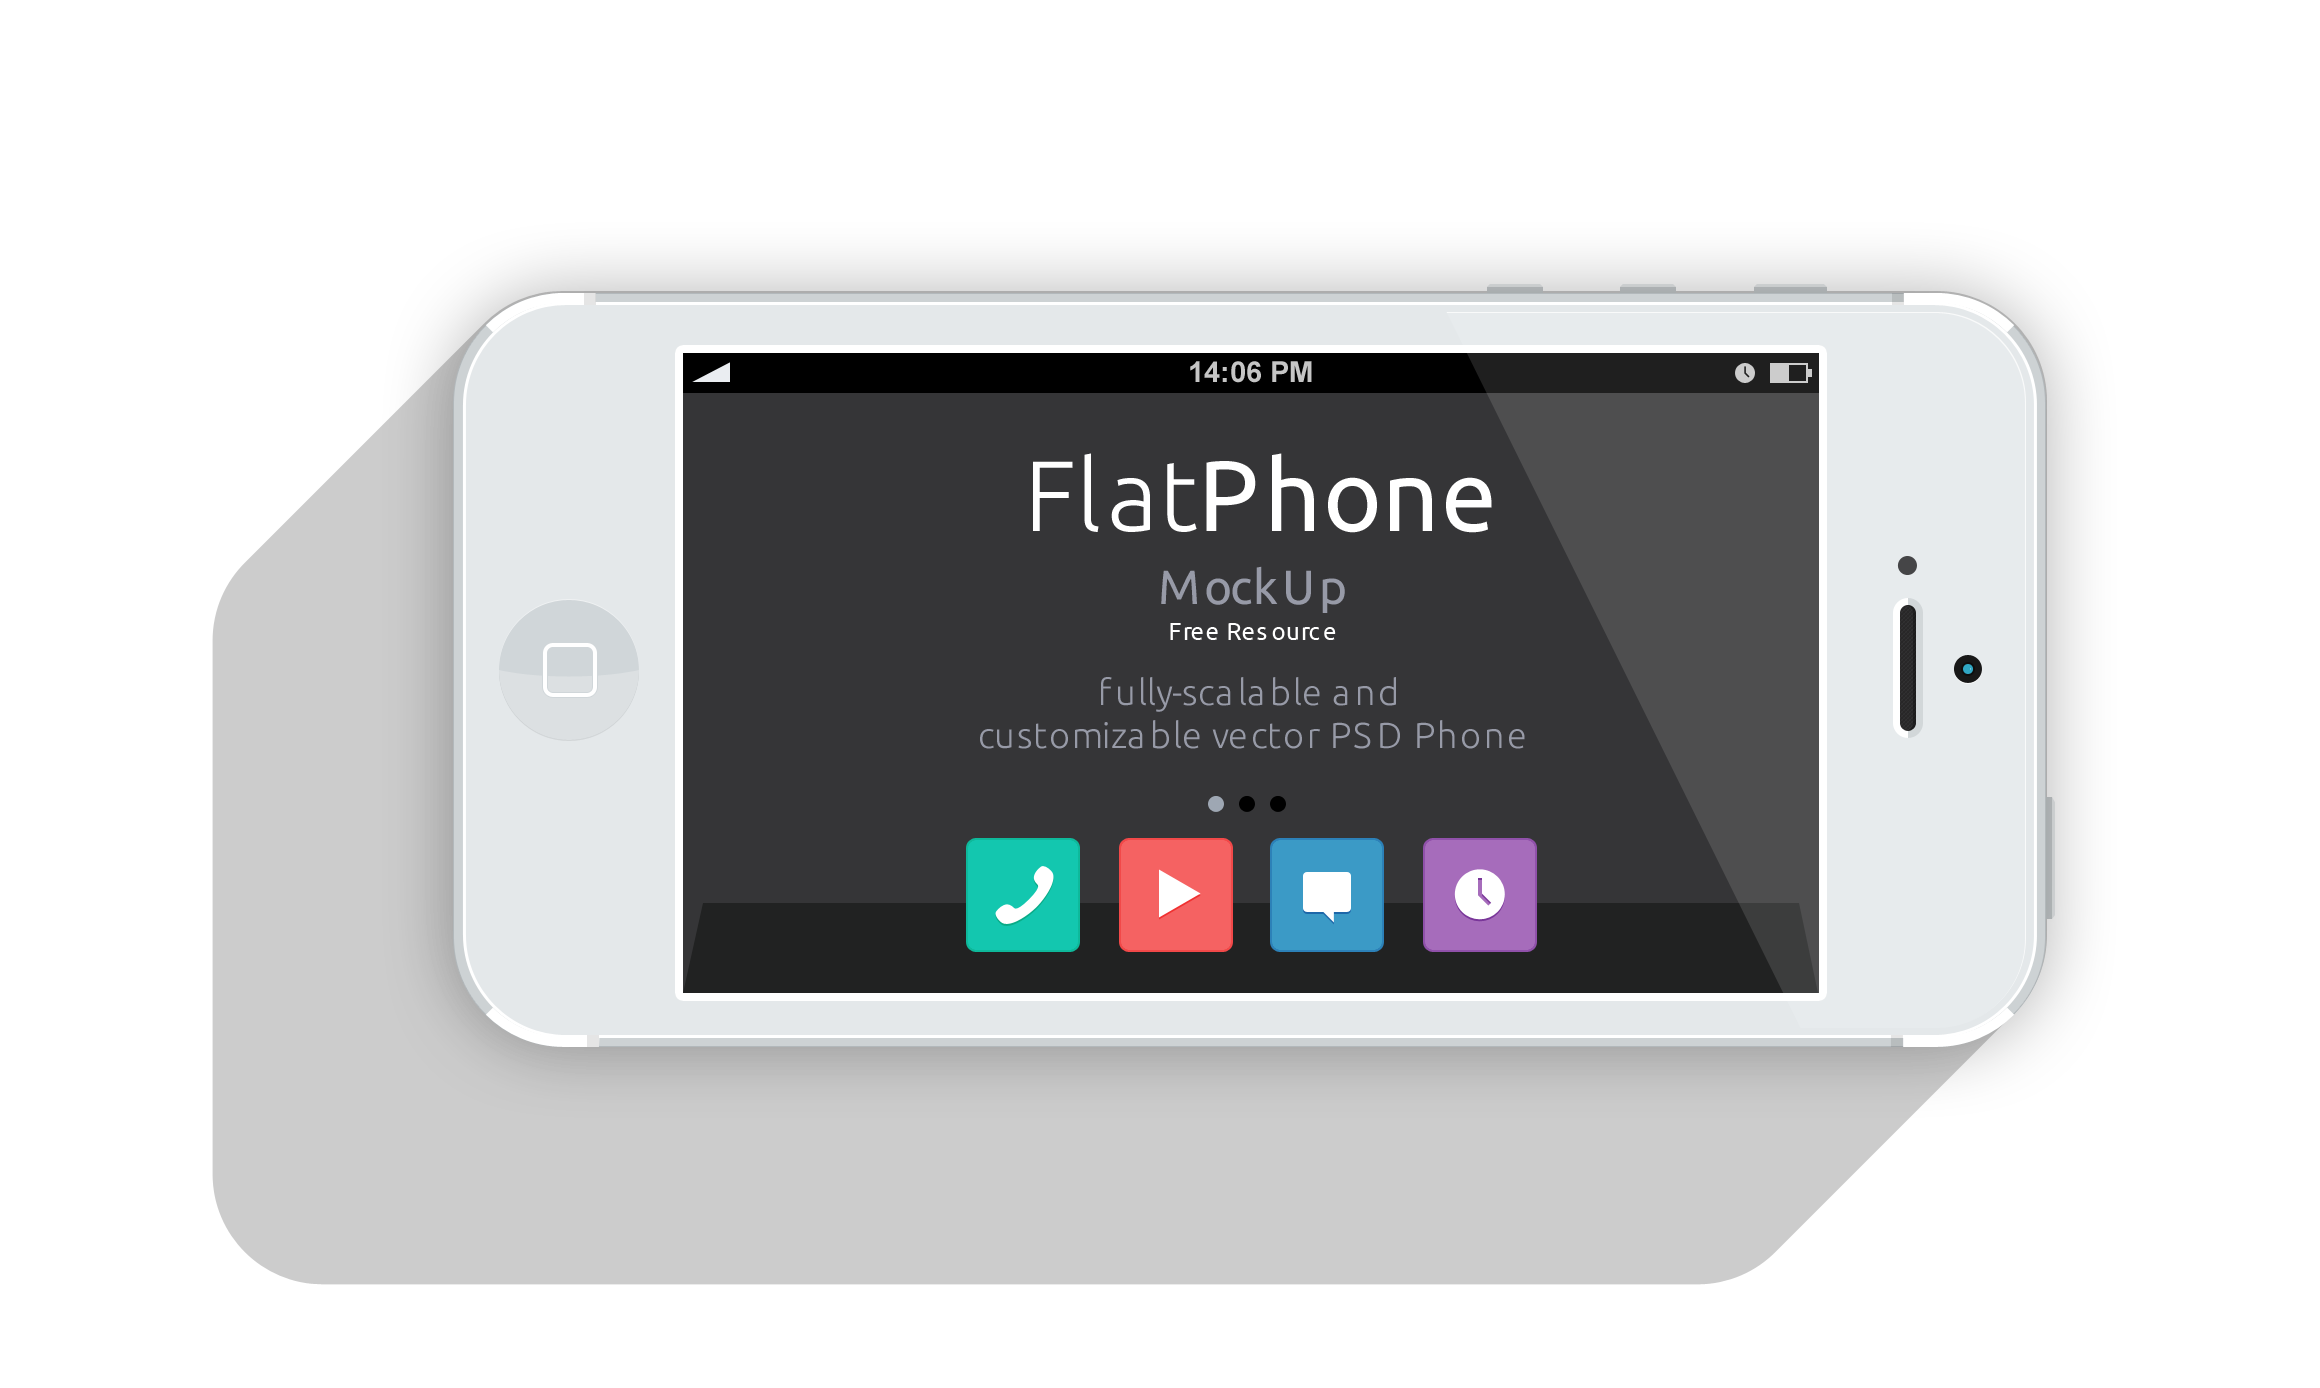 14:06 PM
FlatPhone
MockUp
Free Resource
fully-scalable and
customizable vector PSD Phone